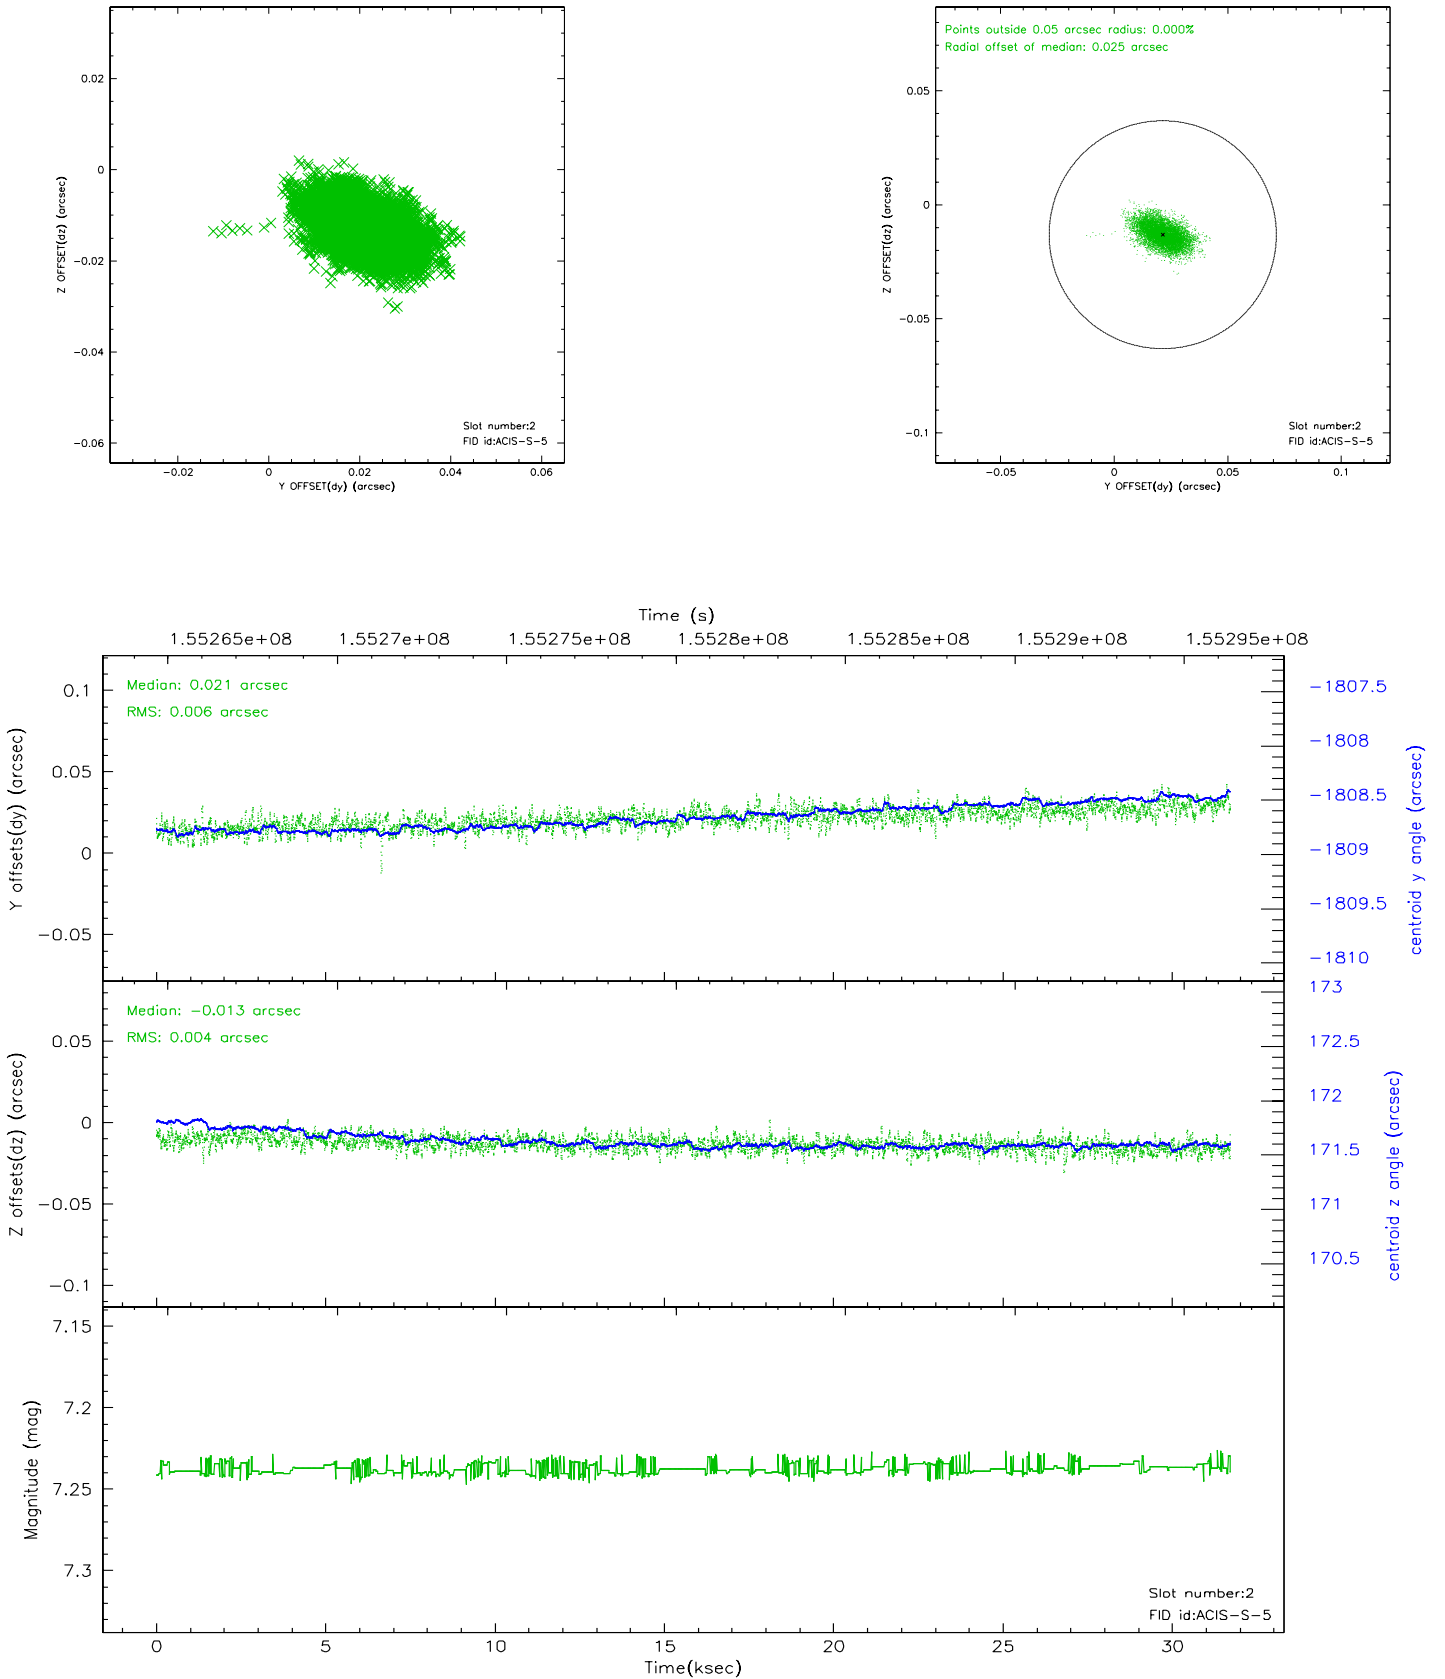 0.02
0
−0.02
−0.04
−0.06
Z OFFSET(dz) (arcsec)
Slot number:2
FID id:ACIS−S−5
−0.02 0 0.02 0.04 0.06
Y OFFSET(dy) (arcsec)
Points outside 0.05 arcsec radius: 0.000%
Radial offset of median: 0.025 arcsec
0.05
0
−0.05
−0.1
Z OFFSET(dz) (arcsec)
Slot number:2
FID id:ACIS−S−5
−0.05 0 0.05 0.1
Y OFFSET(dy) (arcsec)
Time (s)
1.55265e+08 1.5527e+08 1.55275e+08 1.5528e+08 1.55285e+08 1.5529e+08 1.55295e+08
Median: 0.021 arcsec
RMS: 0.006 arcsec
0.1
0.05
0
−0.05
Y offsets(dy) (arcsec)
−1807.5
−1808
−1808.5
−1809
−1809.5
−1810
centroid y angle (arcsec)
Median: −0.013 arcsec
RMS: 0.004 arcsec
0.05
0
−0.05
−0.1
Z offsets(dz) (arcsec)
173
172.5
172
171.5
171
170.5
centroid z angle (arcsec)
7.15
7.2
7.25
7.3
Magnitude (mag)
Slot number:2
FID id:ACIS−S−5
0 5 10 15 20 25 30
Time(ksec)